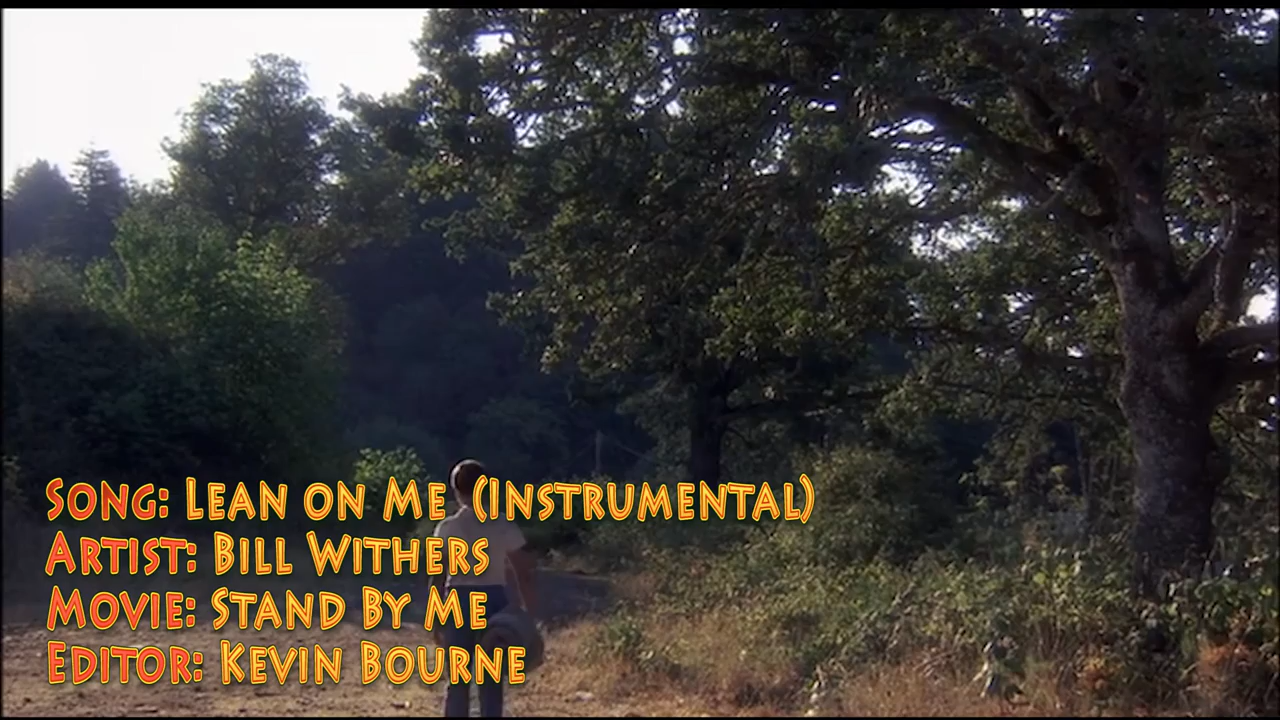 Song: Lean on Me (Instrumental)
Artist: Bill Withers
Movie: Stand By Me
Editor: Kevin Bourne